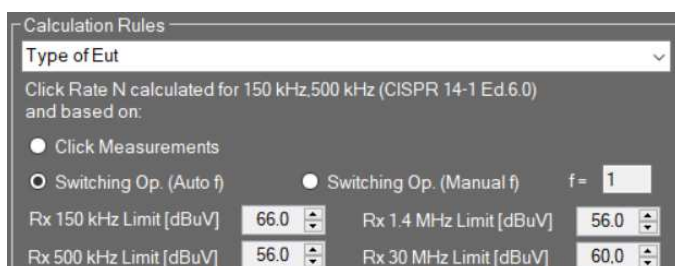 Calculation Rules
Type of Eut
Click Rate N calculated for 150 kHz,500 kHz (CISPR 14-1 Ed.6.0)
and based on:
Click Measurements
Switching Op. (Auto f) Switching Op. (Manual f) f = 1
Rx 150 kHz Limit [dBuV] 66.0 Rx 1.4 MHz Limit [dBuV] 56.0
Rx 500 kHz Limit [dBuV] 56.0 Rx 30 MHz Limit [dBuV] 60,0